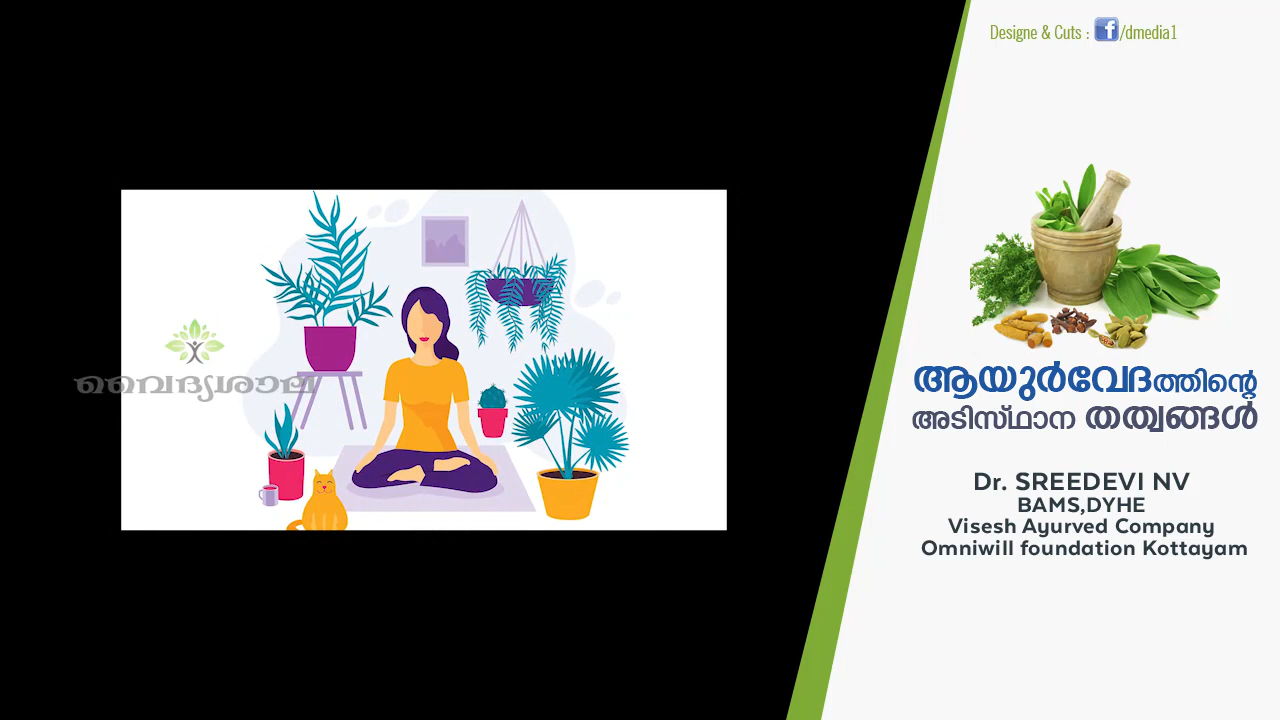 Designe & Cuts : f/dmedia1
വൈദ്യശാല
ആയുർവേദത്തിന്റെ
അടിസ്ഥാന തത്വങ്ങൾ
Dr. SREEDEVI NV
BAMS,DYHE
Visesh Ayurved Company
Omniwill foundation Kottayam